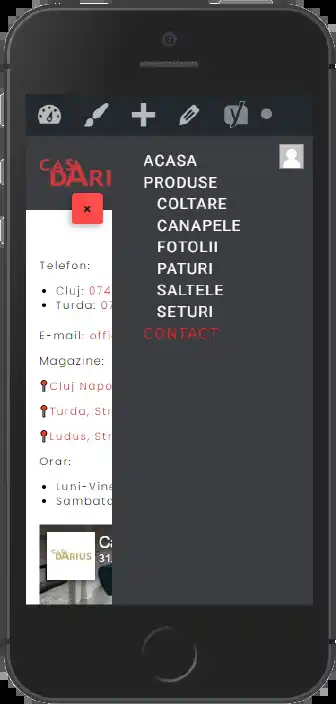 CASA
DARI
×
ACASA
PRODUSE
COLTARE
CANAPELE
FOTOLII
PATURI
SALTELE
SETURI
CONTACT
Telefon:
Cluj: 074
Turda: 07
E-mail: offi
Magazine:
Cluj Napo
Turda, Str
Ludus, Str
Orar:
Luni-Vine
Sambata
CASA
DARIUS
Ca
31.